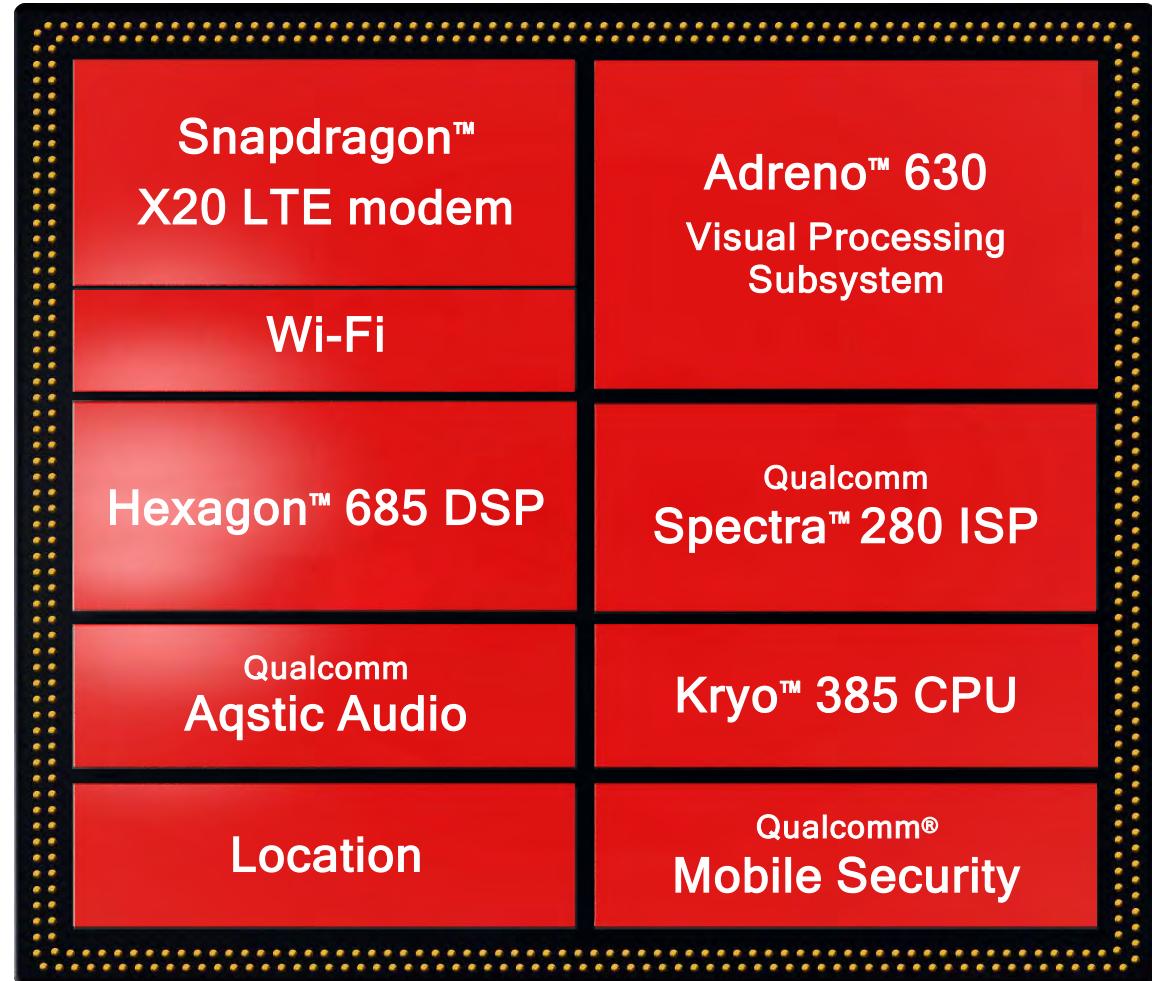 Snapdragon™
X20 LTE modem
Wi-Fi
Hexagon™ 685 DSP
Qualcomm
Aqstic Audio
Location
Adreno™ 630
Visual Processing
Subsystem
Qualcomm
Spectra™ 280 ISP
Kryo™ 385 CPU
Qualcomm®
Mobile Security